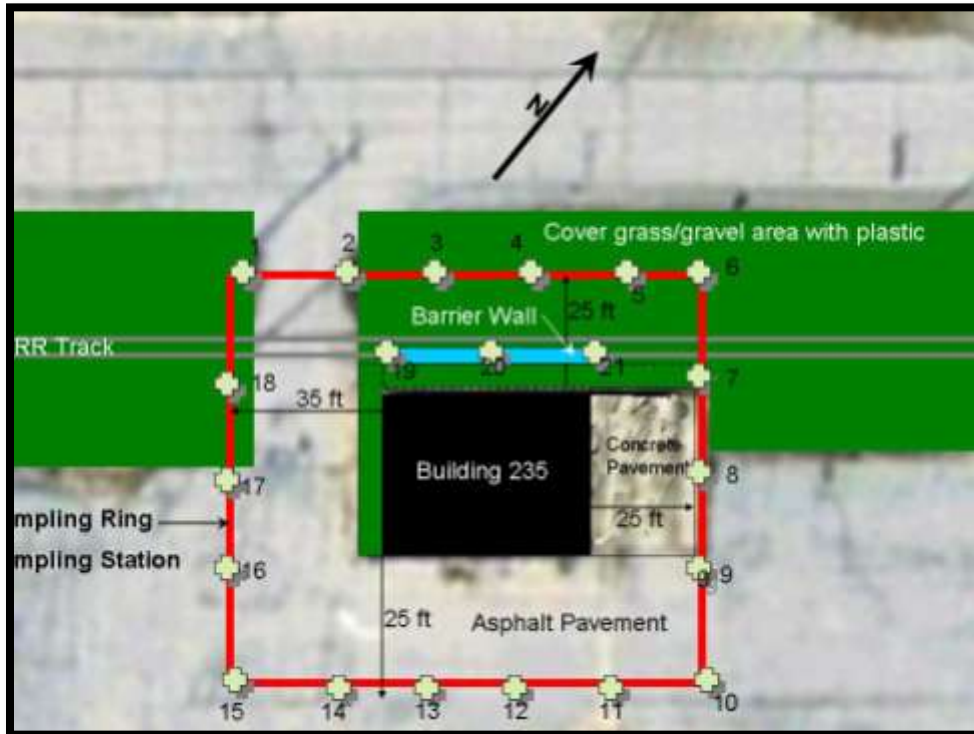 N
1
2
3
4
5
6
Cover grass/gravel area with plastic
25 ft
Barrier Wall
RR Track
19
20
21
7
18
35 ft
Building 235
Concrete
Pavement
8
17
25 ft
mpling Ring
mpling Station
16
9
25 ft
Asphalt Pavement
15
14
13
12
11
10